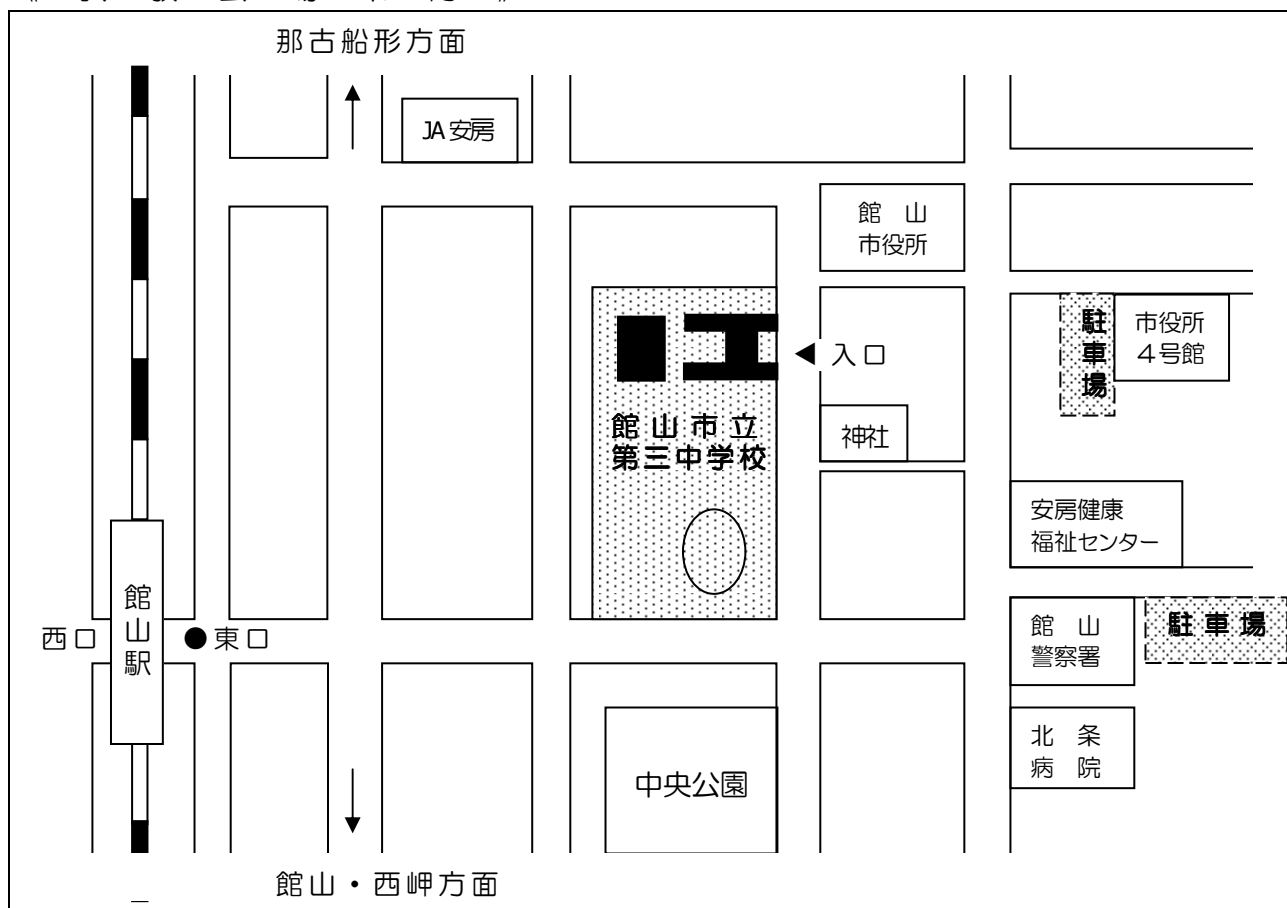 那古船形方面
JA安房
館 山
市役所
駐車場
市役所
4号館
入口
館山市立
第三中学校
神社
安房健康
福祉センター
館山駅
西口
東口
館 山
警察署
駐車場
北 条
病 院
中央公園
館山・西岬方面